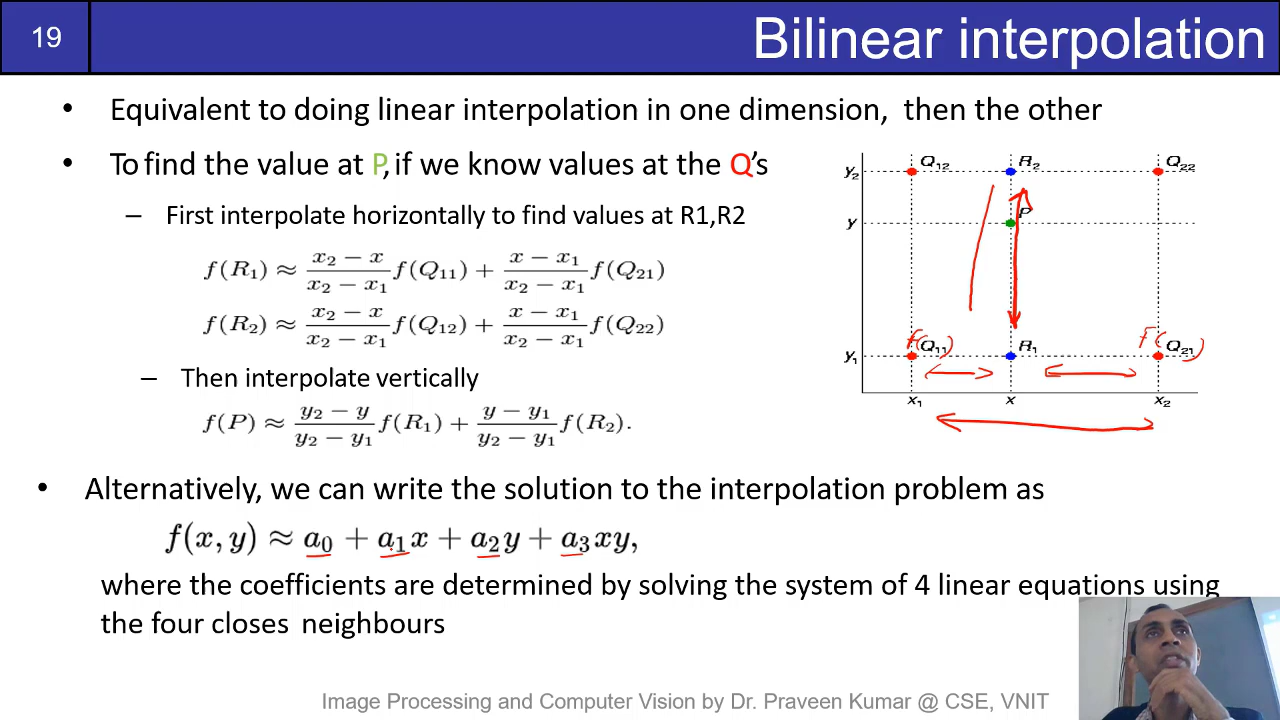 19
Bilinear interpolation
• Equivalent to doing linear interpolation in one dimension, then the other
• To find the value at P, if we know values at the Q's
– First interpolate horizontally to find values at R1,R2
f(R₁) ≈ (x₂ − x)/(x₂ − x₁) f(Q₁₁) + (x − x₁)/(x₂ − x₁) f(Q₂₁)
f(R₂) ≈ (x₂ − x)/(x₂ − x₁) f(Q₁₂) + (x − x₁)/(x₂ − x₁) f(Q₂₂)
– Then interpolate vertically
f(P) ≈ (y₂ − y)/(y₂ − y₁) f(R₁) + (y − y₁)/(y₂ − y₁) f(R₂).
Q₁₂ R₂ Q₂₂
y₂
P
y
f(Q₁₁) R₁ F(Q₂₁)
y₁
x₁ x x₂
• Alternatively, we can write the solution to the interpolation problem as
f(x, y) ≈ a₀ + a₁x + a₂y + a₃xy,
where the coefficients are determined by solving the system of 4 linear equations using
the four closes neighbours
Image Processing and Computer Vision by Dr. Praveen Kumar @ CSE, VNIT